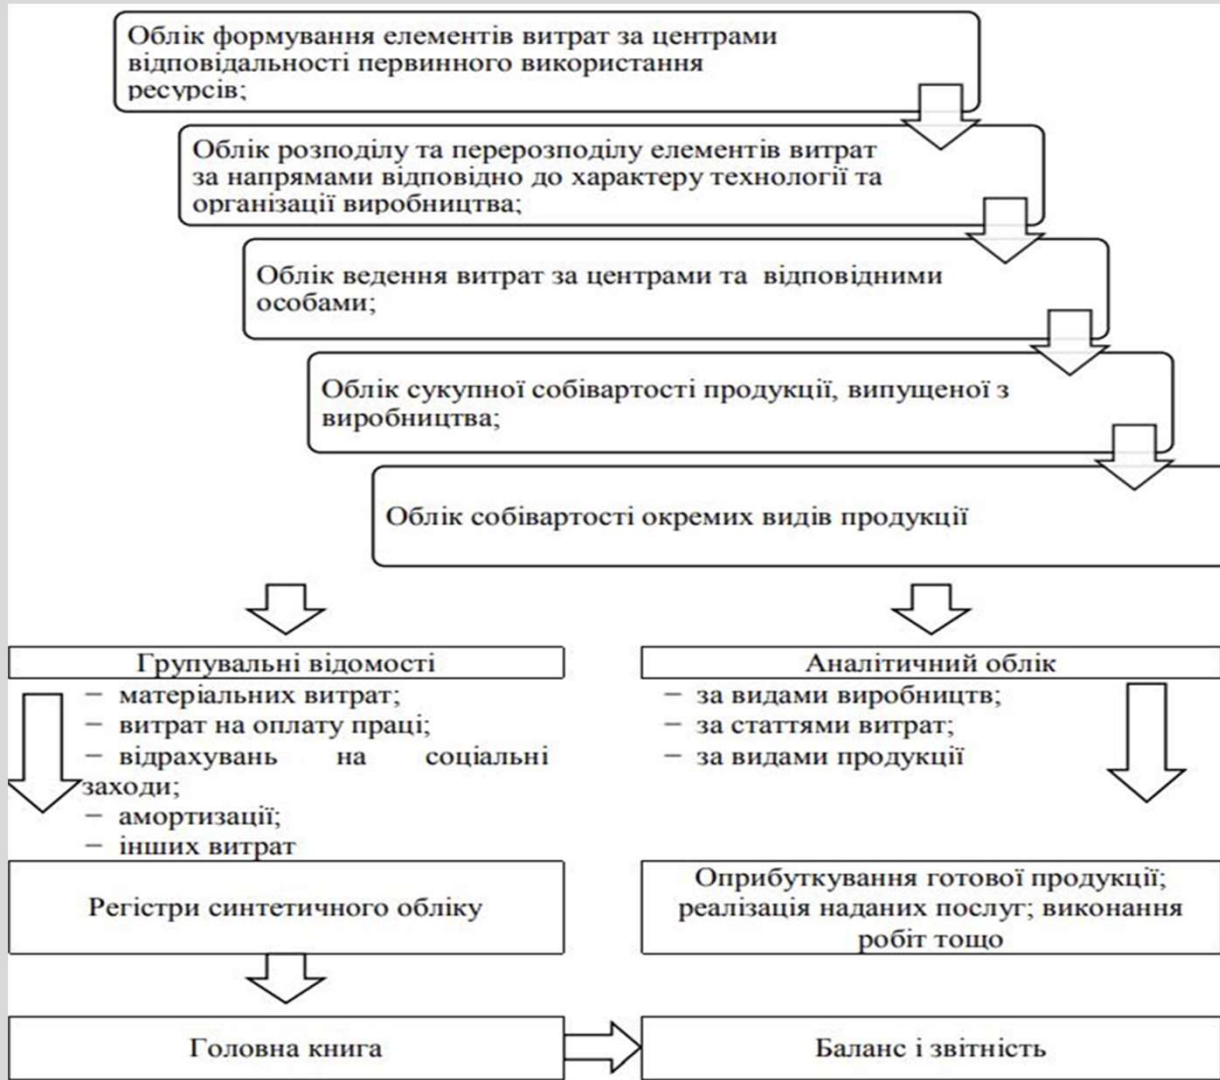 Облік формування елементів витрат за центрами
відповідальності первинного використання
ресурсів;
Облік розподілу та перерозподілу елементів витрат
за напрямами відповідно до характеру технології та
організації виробництва;
Облік ведення витрат за центрами та відповідними
особами;
Облік сукупної собівартості продукції, випущеної з
виробництва;
Облік собівартості окремих видів продукції
Групувальні відомості
− матеріальних витрат;
− витрат на оплату праці;
− відрахувань на соціальні
заходи;
− амортизації;
− інших витрат
Аналітичний облік
− за видами виробництв;
− за статтями витрат;
− за видами продукції
Регістри синтетичного обліку
Оприбуткування готової продукції;
реалізація наданих послуг; виконання
робіт тощо
Головна книга
Баланс і звітність